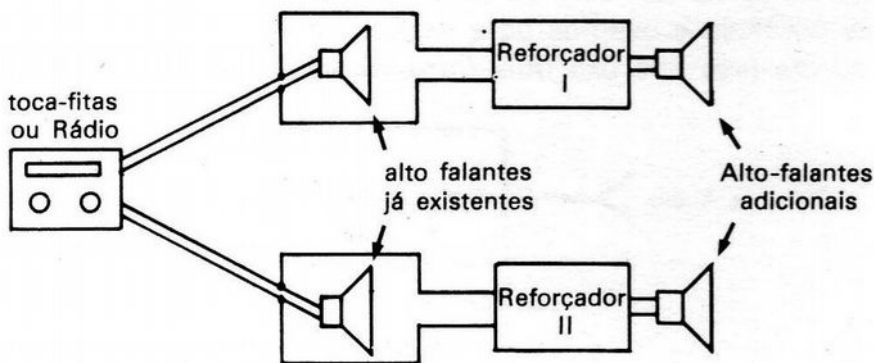 Reforçador
I
toca-fitas
ou Rádio
alto falantes
já existentes
Alto-falantes
adicionais
Reforçador
II